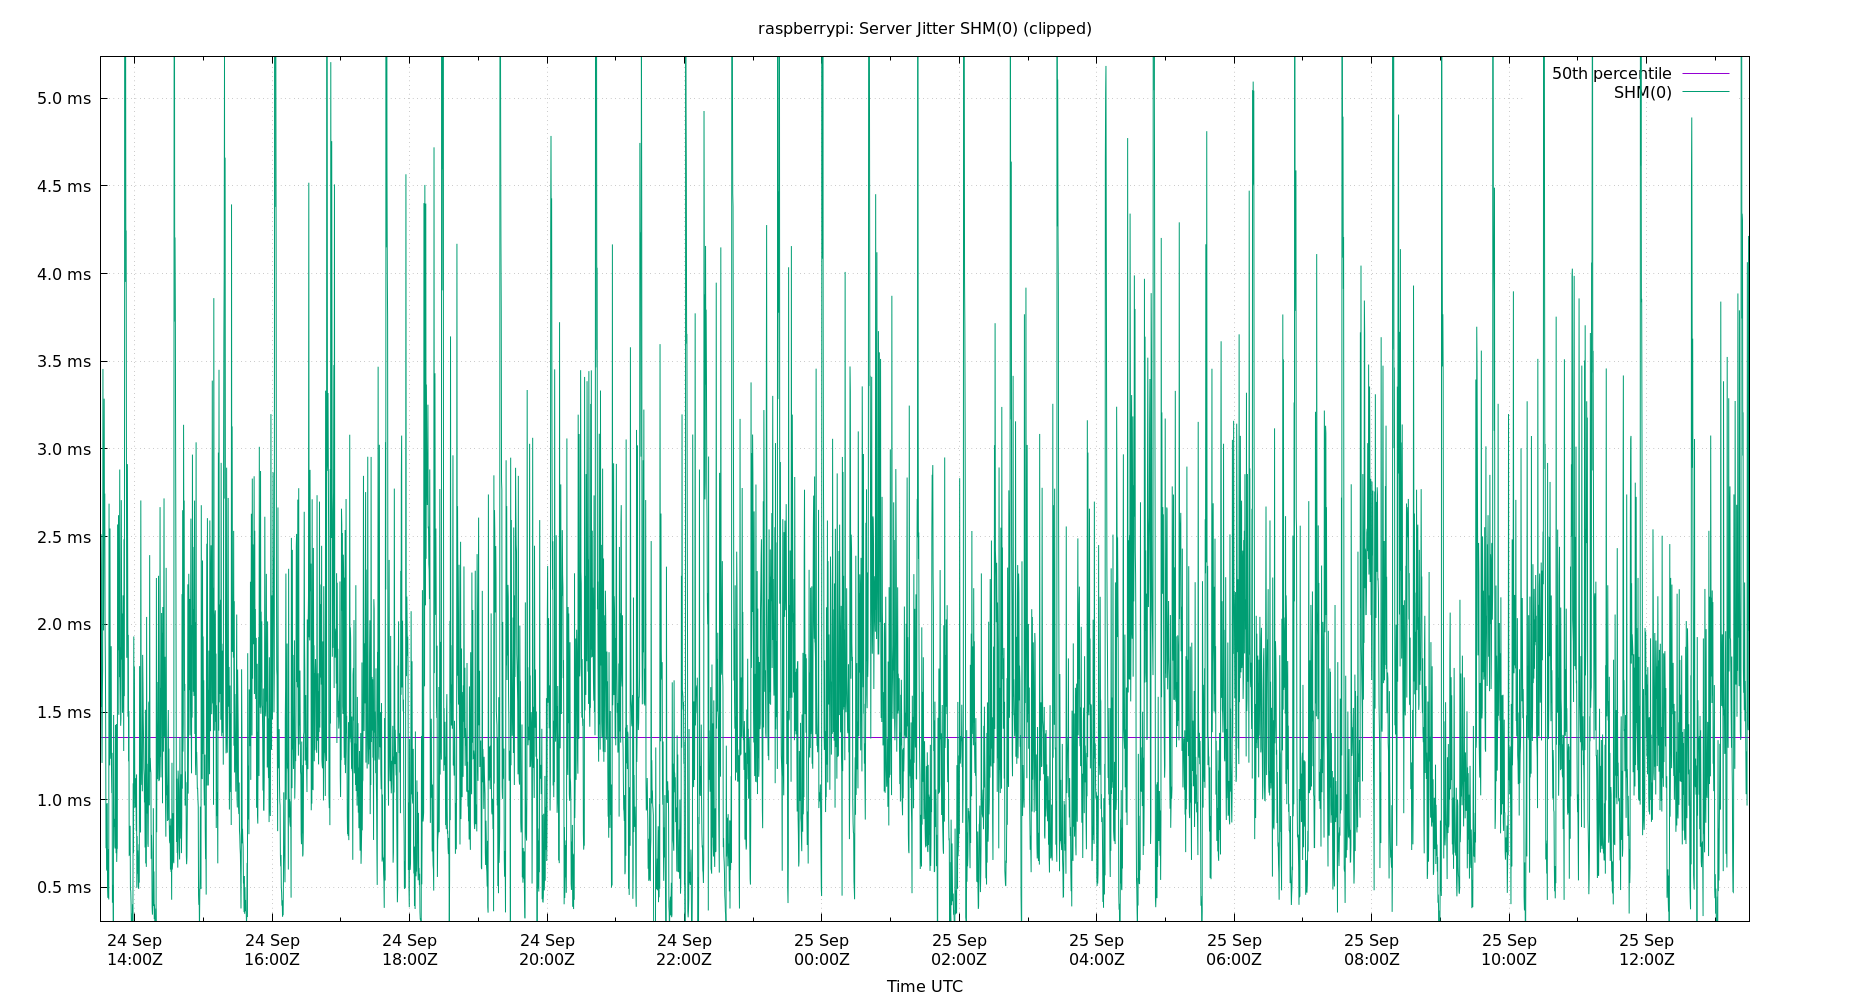 raspberrypi: Server Jitter SHM(0) (clipped)
50th percentile
SHM(0)
5.0 ms
4.5 ms
4.0 ms
3.5 ms
3.0 ms
2.5 ms
2.0 ms
1.5 ms
1.0 ms
0.5 ms
24 Sep 24 Sep 24 Sep 24 Sep 24 Sep 25 Sep 25 Sep 25 Sep 25 Sep 25 Sep 25 Sep 25 Sep
14:00Z 16:00Z 18:00Z 20:00Z 22:00Z 00:00Z 02:00Z 04:00Z 06:00Z 08:00Z 10:00Z 12:00Z
Time UTC